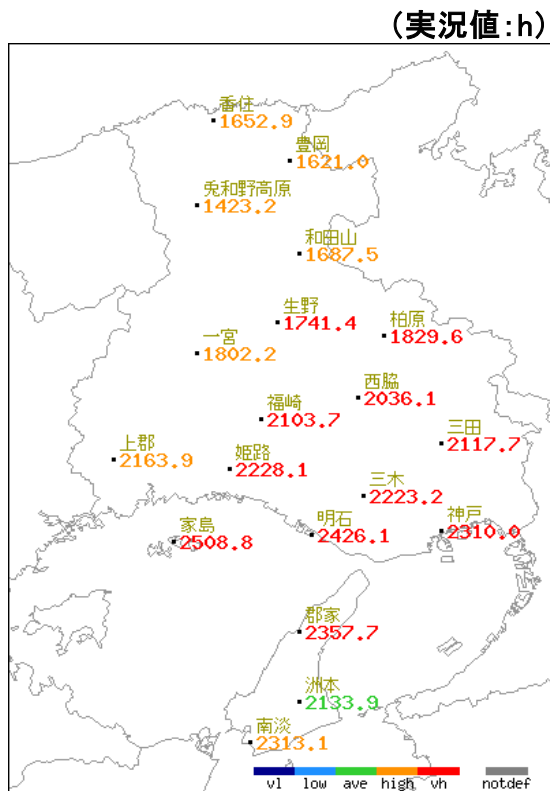 (実況値:h)
香住
1652.9
豊岡
1621.0
兎和野高原
1423.2
和田山
1687.5
生野
1741.4
柏原
1829.6
一宮
1802.2
西脇
2036.1
福崎
2103.7
三田
2117.7
上郡
2163.9
姫路
2228.1
三木
2223.2
家島
2508.8
明石
2426.1
神戸
2310.0
郡家
2357.7
洲本
2133.9
南淡
2313.1
vl low ave high vh notdef